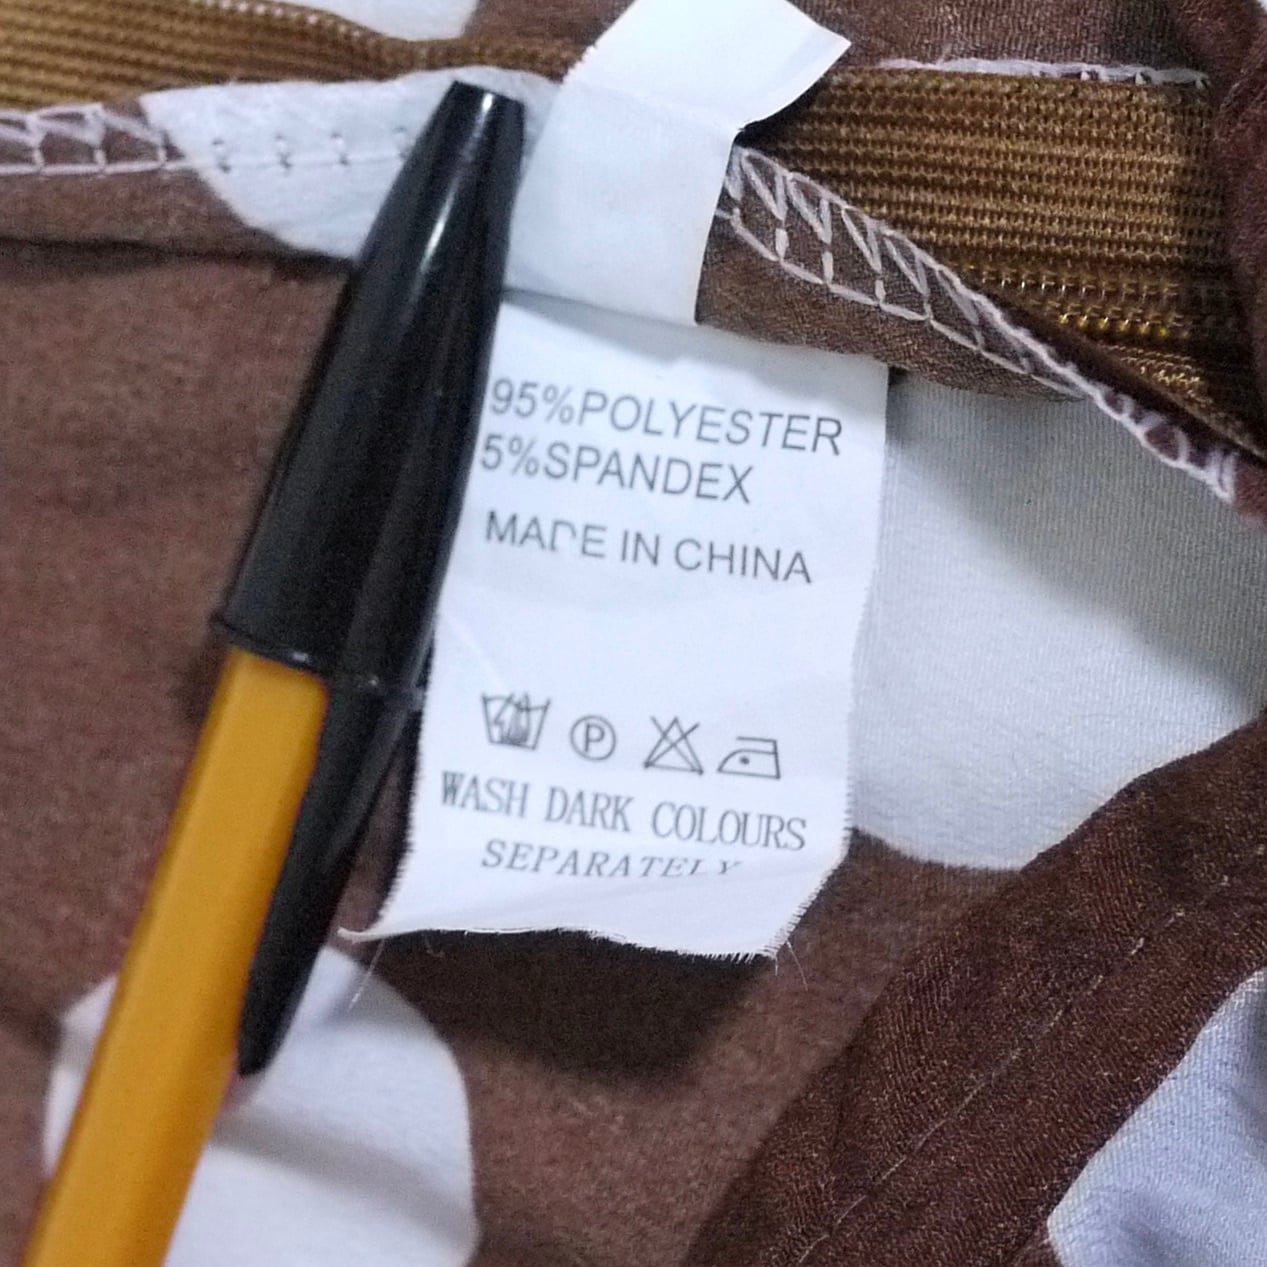 95%POLYESTER
5%SPANDEX
MADE IN CHINA
P
WASH DARK COLOURS
SEPARATELY